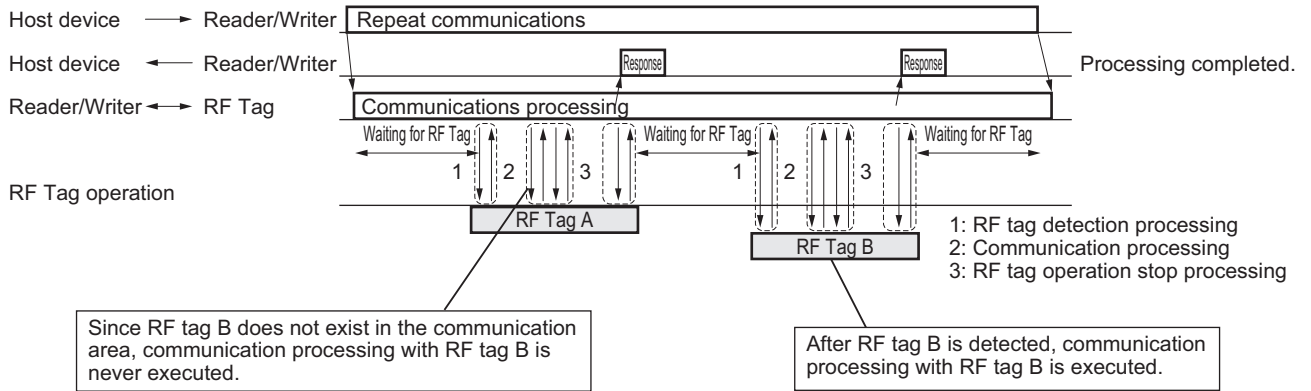 Host device → Reader/Writer Repeat communications
Host device ← Reader/Writer Response Response Processing completed.
Reader/Writer ↔ RF Tag Communications processing
Waiting for RF Tag Waiting for RF Tag Waiting for RF Tag
1 2 3 1 2 3
RF Tag operation
RF Tag A
RF Tag B
1: RF tag detection processing
2: Communication processing
3: RF tag operation stop processing
Since RF tag B does not exist in the communication
area, communication processing with RF tag B is
never executed.
After RF tag B is detected, communication
processing with RF tag B is executed.